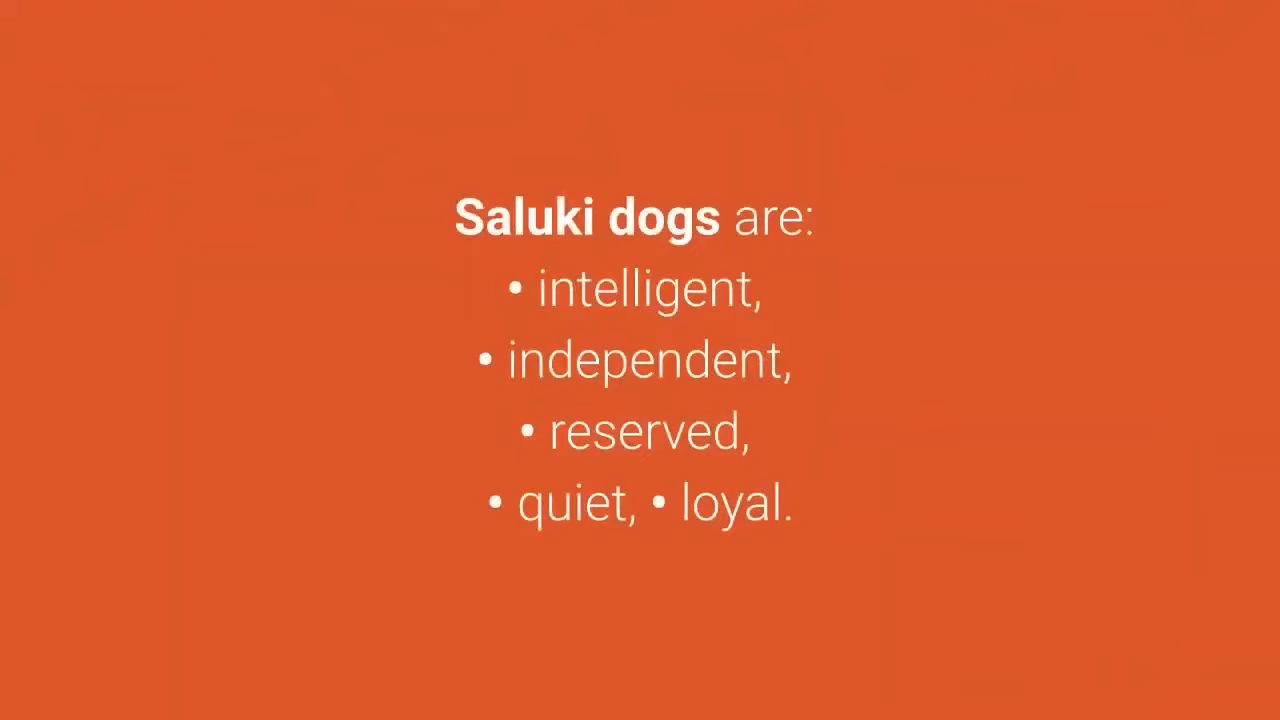 Saluki dogs are:
• intelligent,
• independent,
• reserved,
• quiet, • loyal.